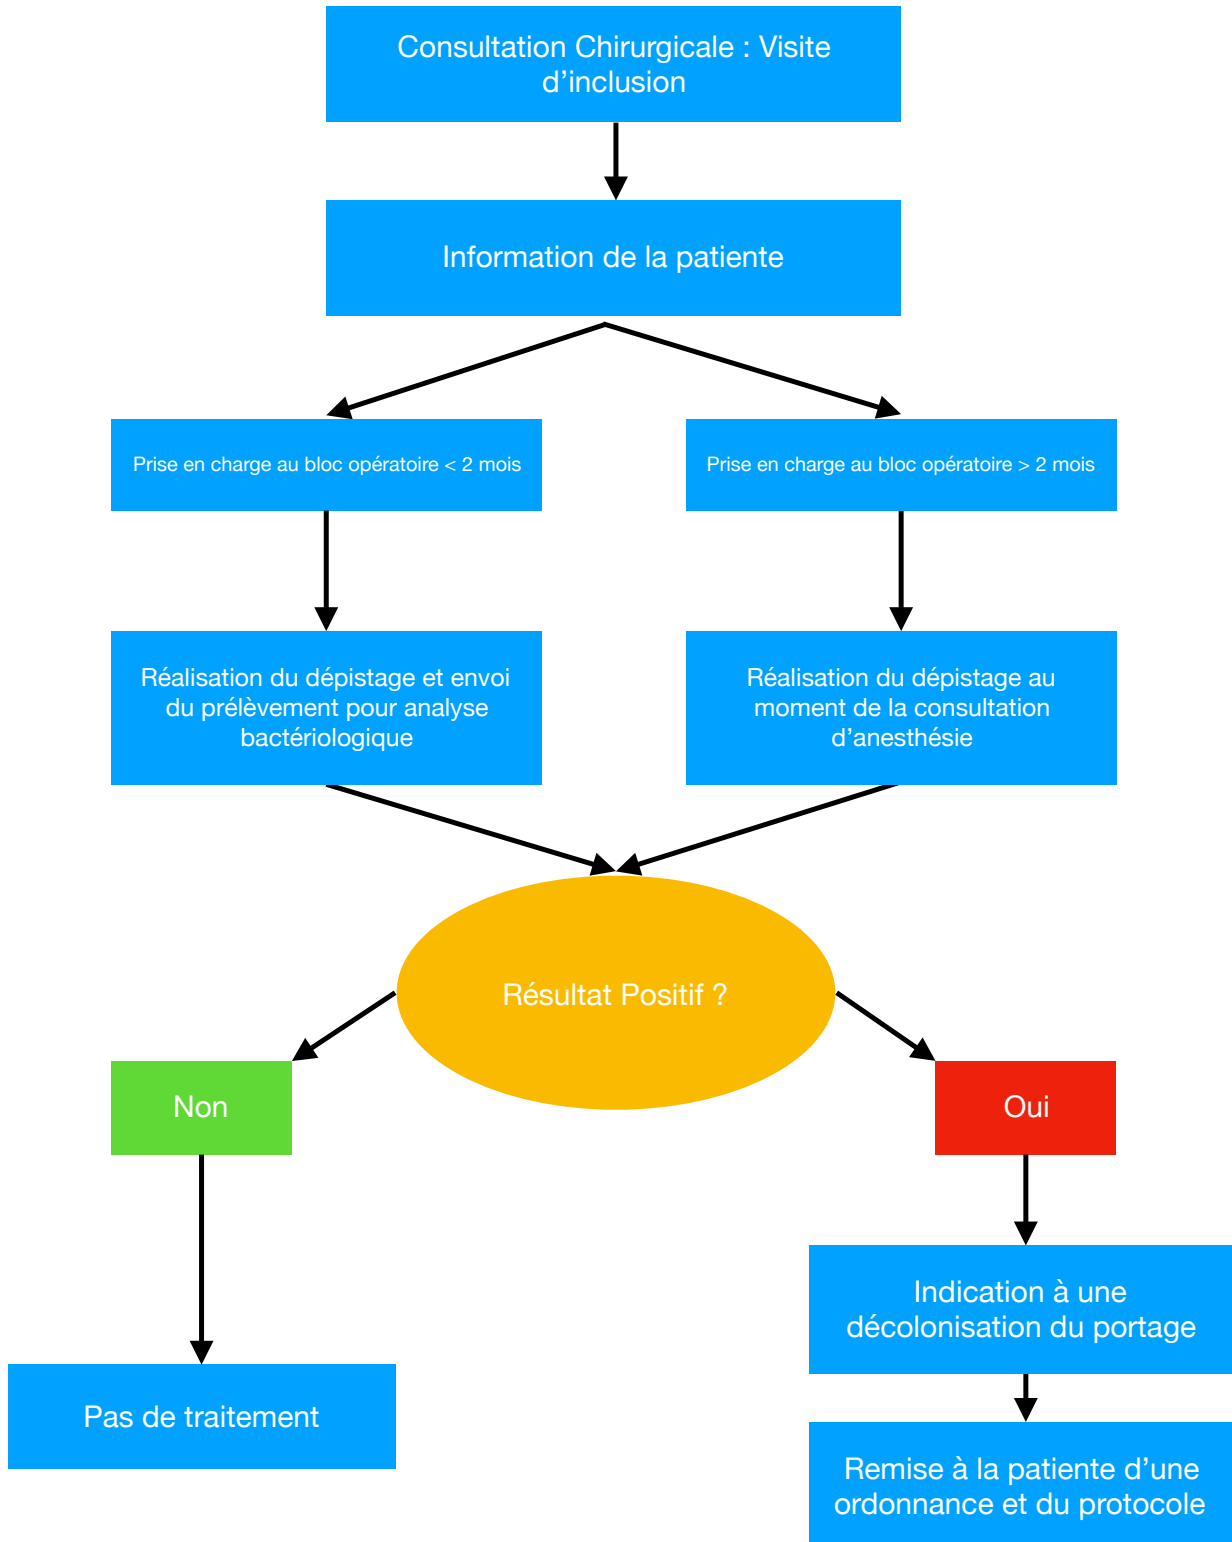 Consultation Chirurgicale : Visite
d’inclusion
Information de la patiente
Prise en charge au bloc opératoire < 2 mois
Prise en charge au bloc opératoire > 2 mois
Réalisation du dépistage et envoi
du prélèvement pour analyse
bactériologique
Réalisation du dépistage au
moment de la consultation
d’anesthésie
Résultat Positif ?
Non
Oui
Indication à une
décolonisation du portage
Pas de traitement
Remise à la patiente d’une
ordonnance et du protocole